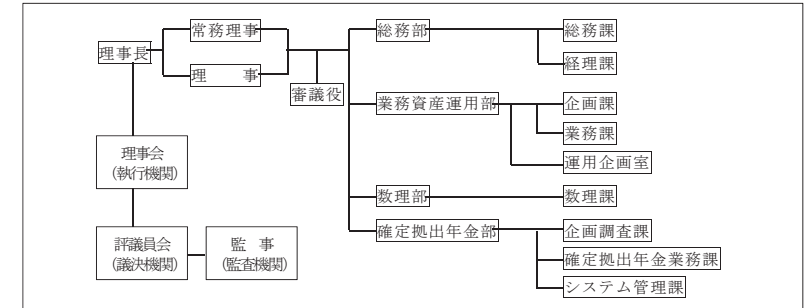 常務理事
総務部
総務課
理事長
経理課
理　　事
審議役
業務資産運用部
企画課
業務課
理事会
(執行機関)
運用企画室
数理部
数理課
確定拠出年金部
企画調査課
評議員会
(議決機関)
監　事
(監査機関)
確定拠出年金業務課
システム管理課